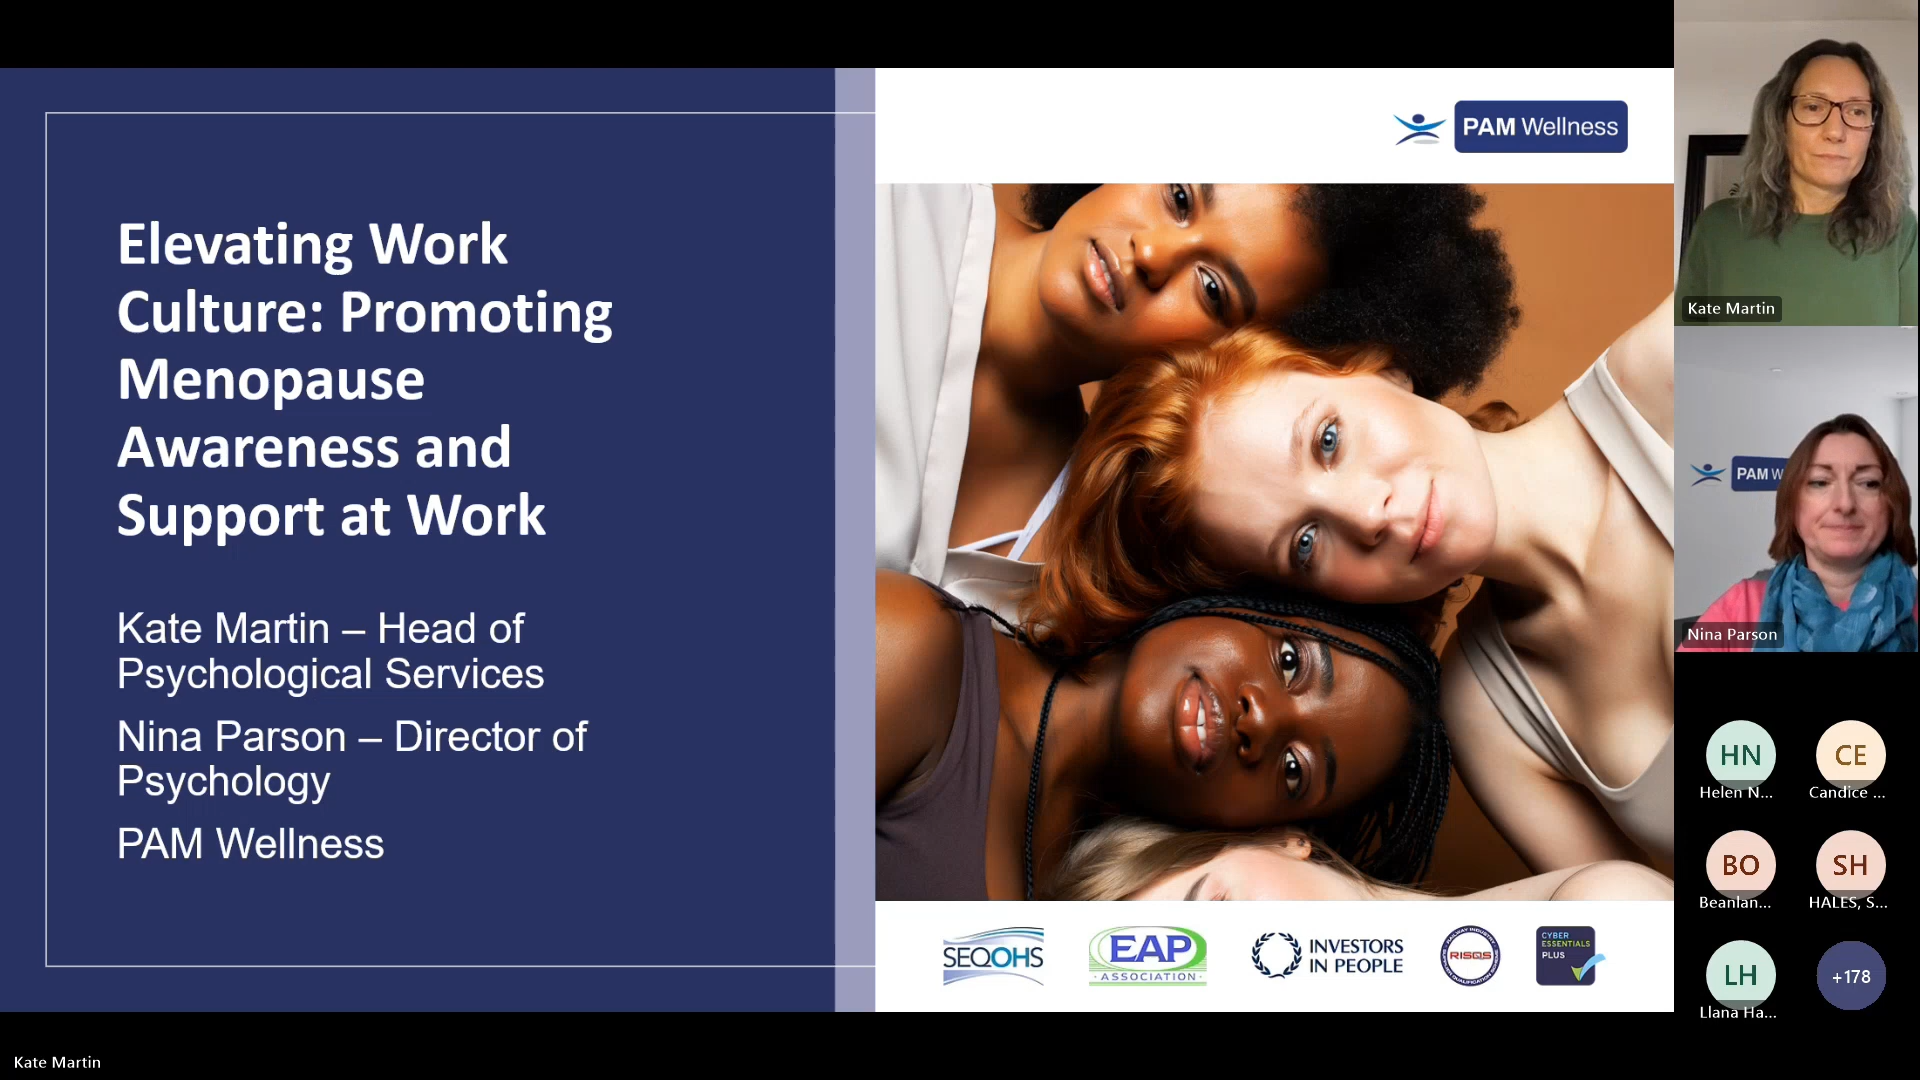 Elevating Work
Culture: Promoting
Menopause
Awareness and
Support at Work
Kate Martin – Head of
Psychological Services
Nina Parson – Director of
Psychology
PAM Wellness
PAM Wellness
SEQOHS
EAP
ASSOCIATION
INVESTORS
IN PEOPLE
RISQS
CYBER
ESSENTIALS
PLUS
Kate Martin
PAM W
Nina Parson
HN
Helen N...
CE
Candice ...
BO
Beanlan...
SH
HALES, S...
LH
Llana Ha...
+178
Kate Martin